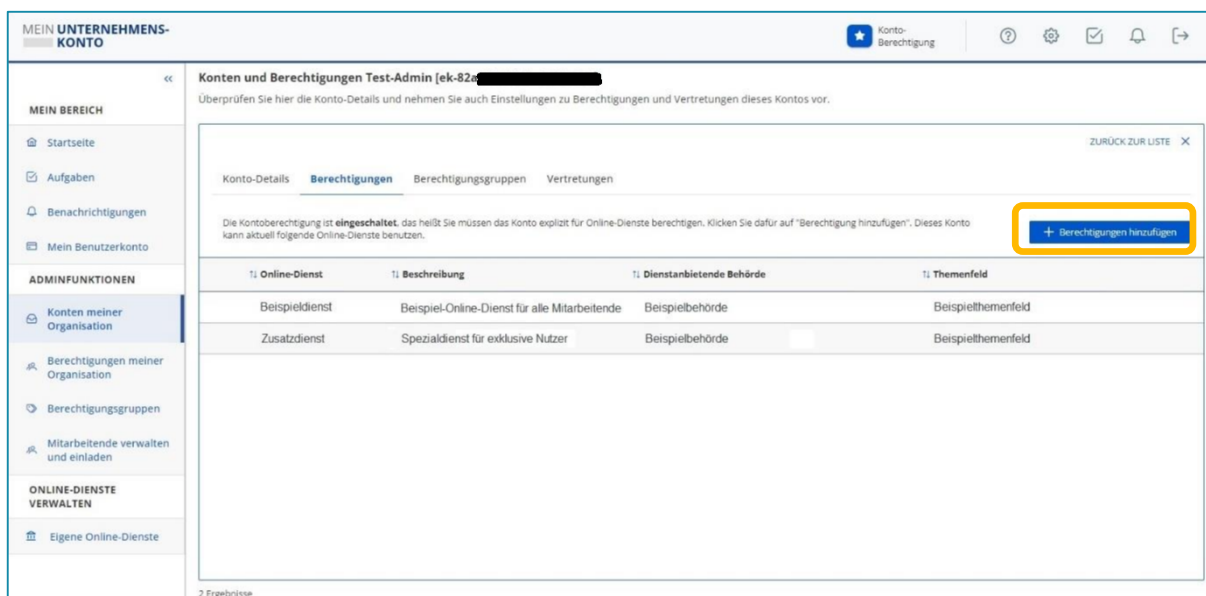 MEIN UNTERNEHMENS-
KONTO
Konto-
Berechtigung
«
MEIN BEREICH
Startseite
Aufgaben
Benachrichtigungen
Mein Benutzerkonto
ADMINFUNKTIONEN
Konten meiner
Organisation
Berechtigungen meiner
Organisation
Berechtigungsgruppen
Mitarbeitende verwalten
und einladen
ONLINE-DIENSTE
VERWALTEN
Eigene Online-Dienste
Konten und Berechtigungen Test-Admin [ek-82a
Überprüfen Sie hier die Konto-Details und nehmen Sie auch Einstellungen zu Berechtigungen und Vertretungen dieses Kontos vor.
ZURÜCK ZUR LISTE
Konto-Details Berechtigungen Berechtigungsgruppen Vertretungen
Die Kontoberechtigung ist eingeschaltet, das heißt Sie müssen das Konto explizit für Online-Dienste berechtigen. Klicken Sie dafür auf "Berechtigung hinzufügen". Dieses Konto
kann aktuell folgende Online-Dienste benutzen.
+ Berechtigungen hinzufügen
Online-Dienst Beschreibung Dienstanbietende Behörde Themenfeld
Beispieldienst Beispiel-Online-Dienst für alle Mitarbeitende Beispielbehörde Beispielthemenfeld
Zusatzdienst Spezialdienst für exklusive Nutzer Beispielbehörde Beispielthemenfeld
2 Ergebnisse